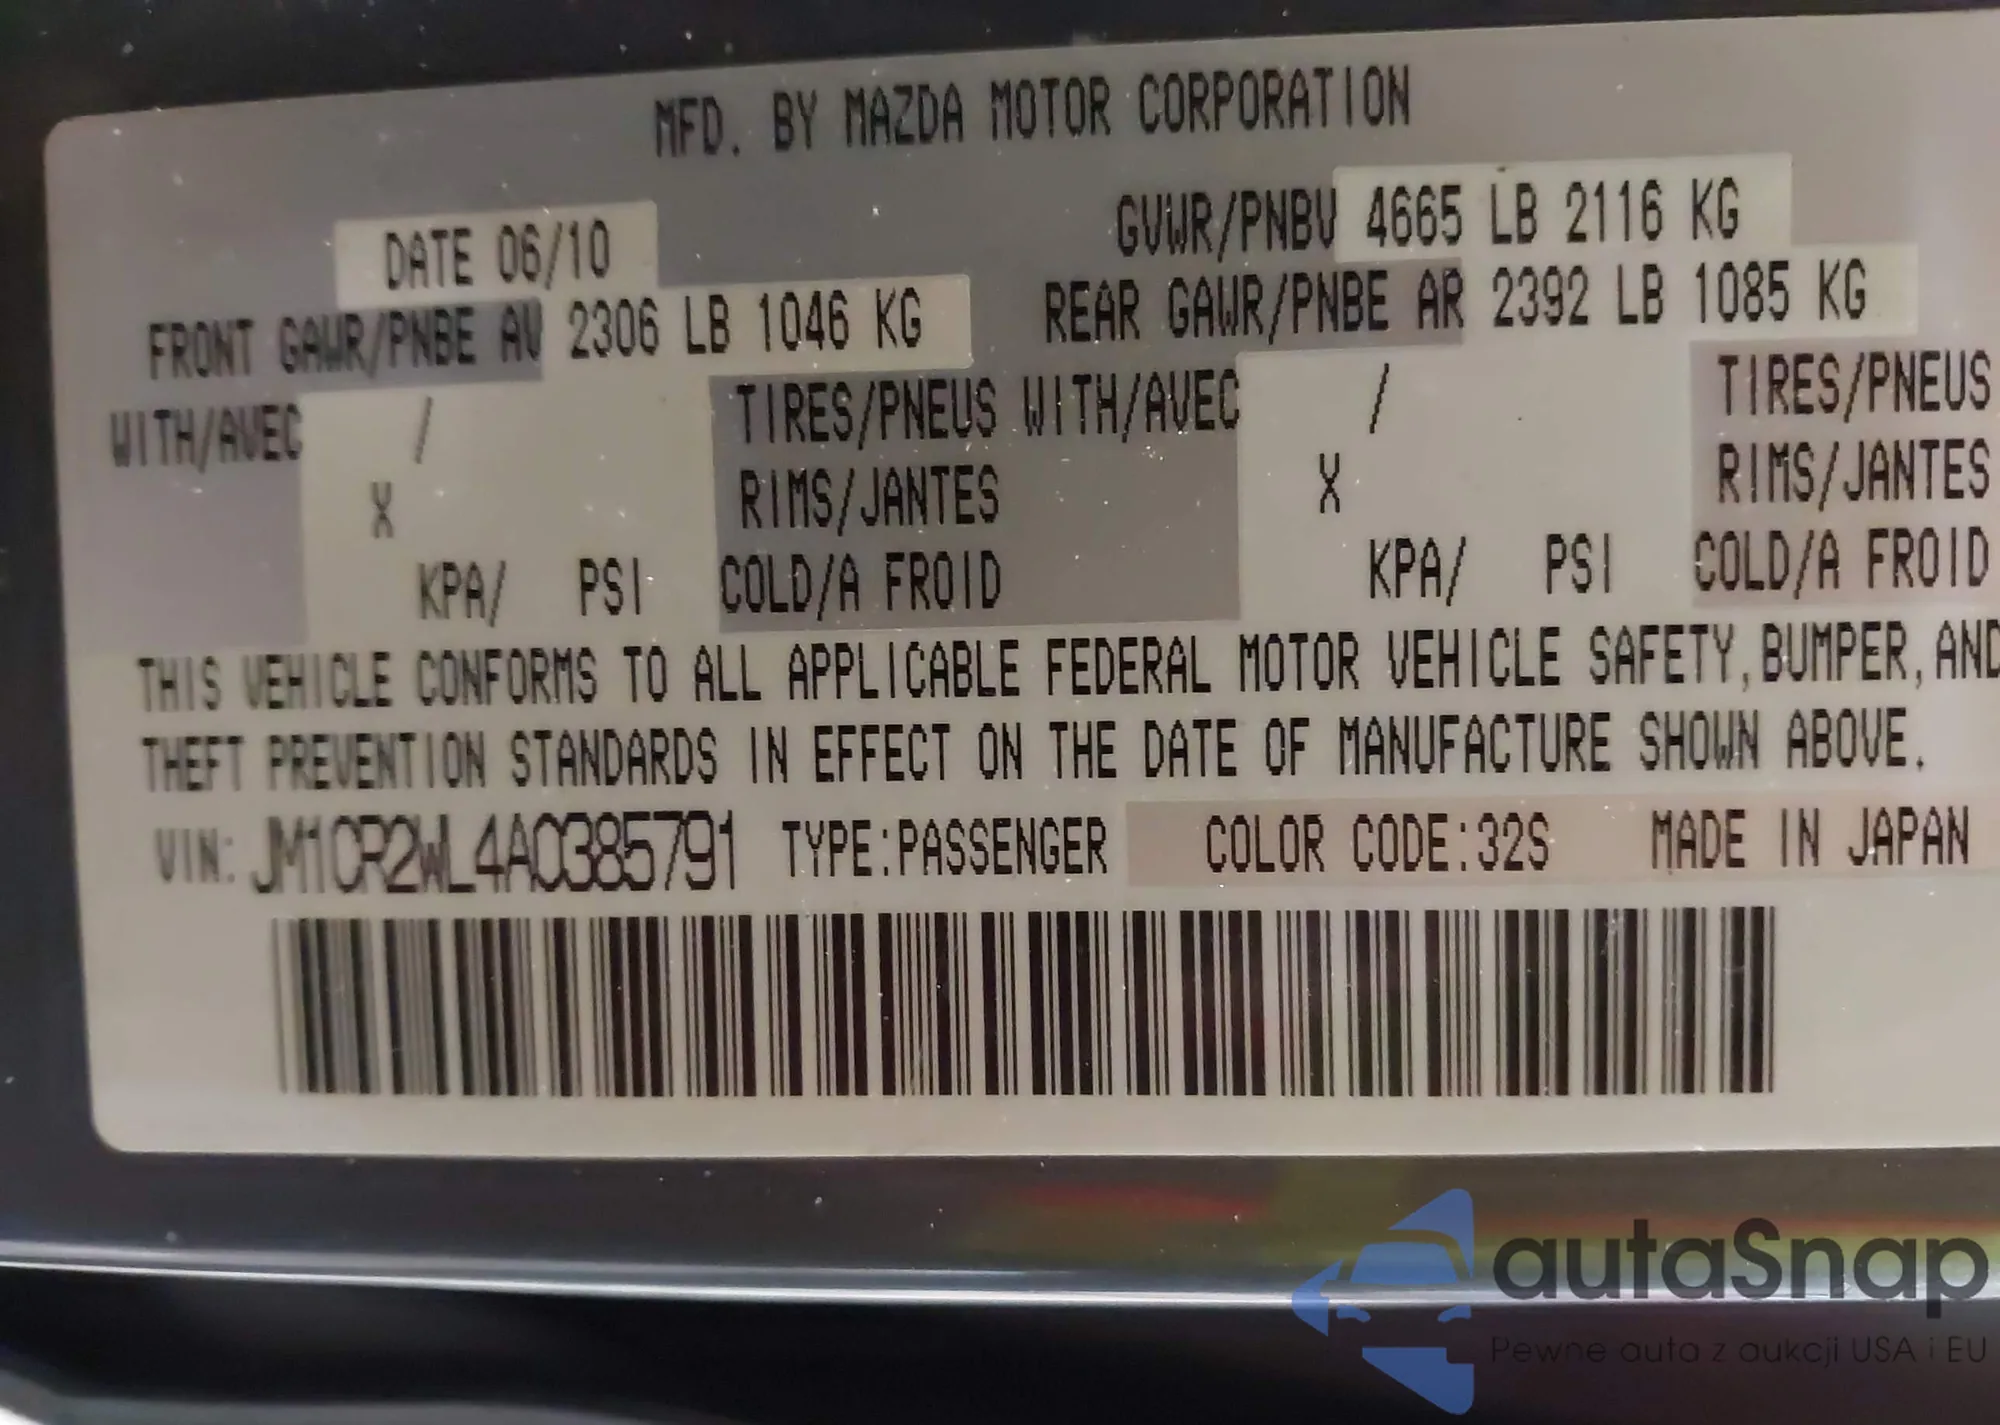 MFD. BY MAZDA MOTOR CORPORATION
DATE 06/10 GVWR/PNBV 4665 LB 2116 KG
FRONT GAWR/PNBE AV 2306 LB 1046 KG REAR GAWR/PNBE AR 2392 LB 1085 KG
WITH/AVEC / TIRES/PNEUS WITH/AVEC / TIRES/PNEUS
X RIMS/JANTES X RIMS/JANTES
KPA/ PSI COLD/A FROID KPA/ PSI COLD/A FROID
THIS VEHICLE CONFORMS TO ALL APPLICABLE FEDERAL MOTOR VEHICLE SAFETY, BUMPER, AND
THEFT PREVENTION STANDARDS IN EFFECT ON THE DATE OF MANUFACTURE SHOWN ABOVE.
VIN: JM1CR2WL4A0385791 TYPE:PASSENGER COLOR CODE:32S MADE IN JAPAN
autaSnap
Pewne auta z aukcji USA i EU